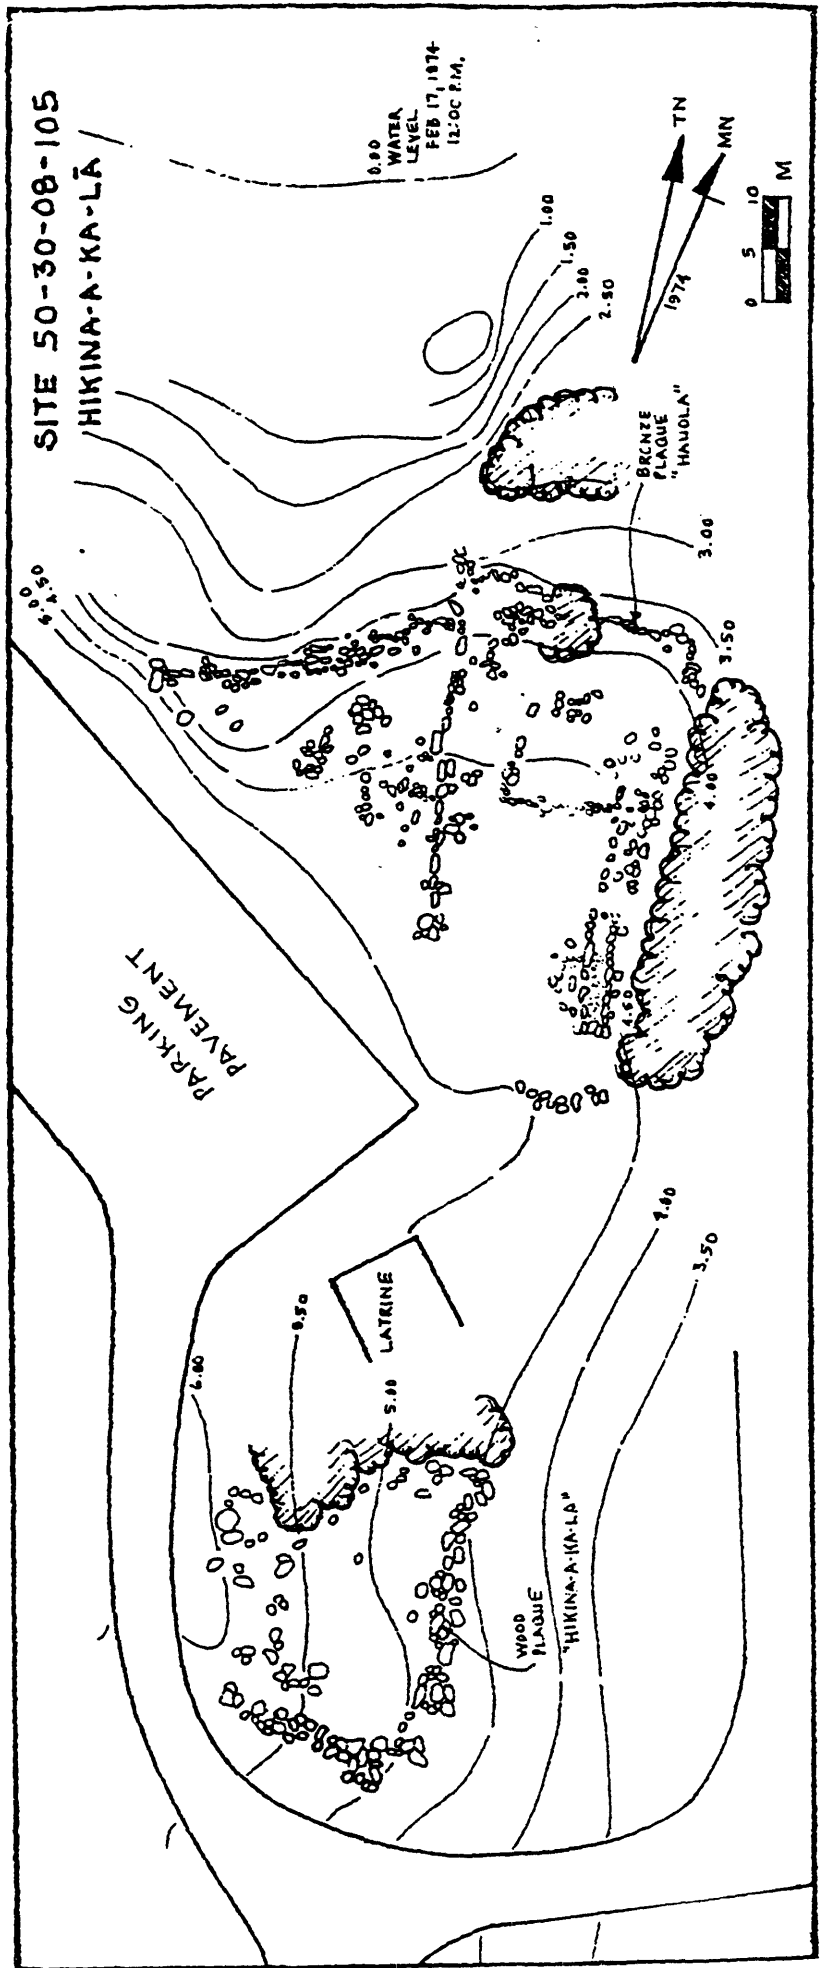 SITE 50-30-08-105
HIKINA-A-KA-LĀ
0.00
WATER
LEVEL
FEB 17, 1974
12:00 P.M.
TN
MN
1974
0 5 10 M
1.00
1.50
2.00
2.50
BRONZE
PLAQUE
"HAUOLA"
3.00
3.50
5.00
4.50
4.00
4.50
PARKING
PAVEMENT
4.00
3.50
LATRINE
5.50
6.00
5.00
WOOD
PLAQUE
"HIKINA-A-KA-LA"